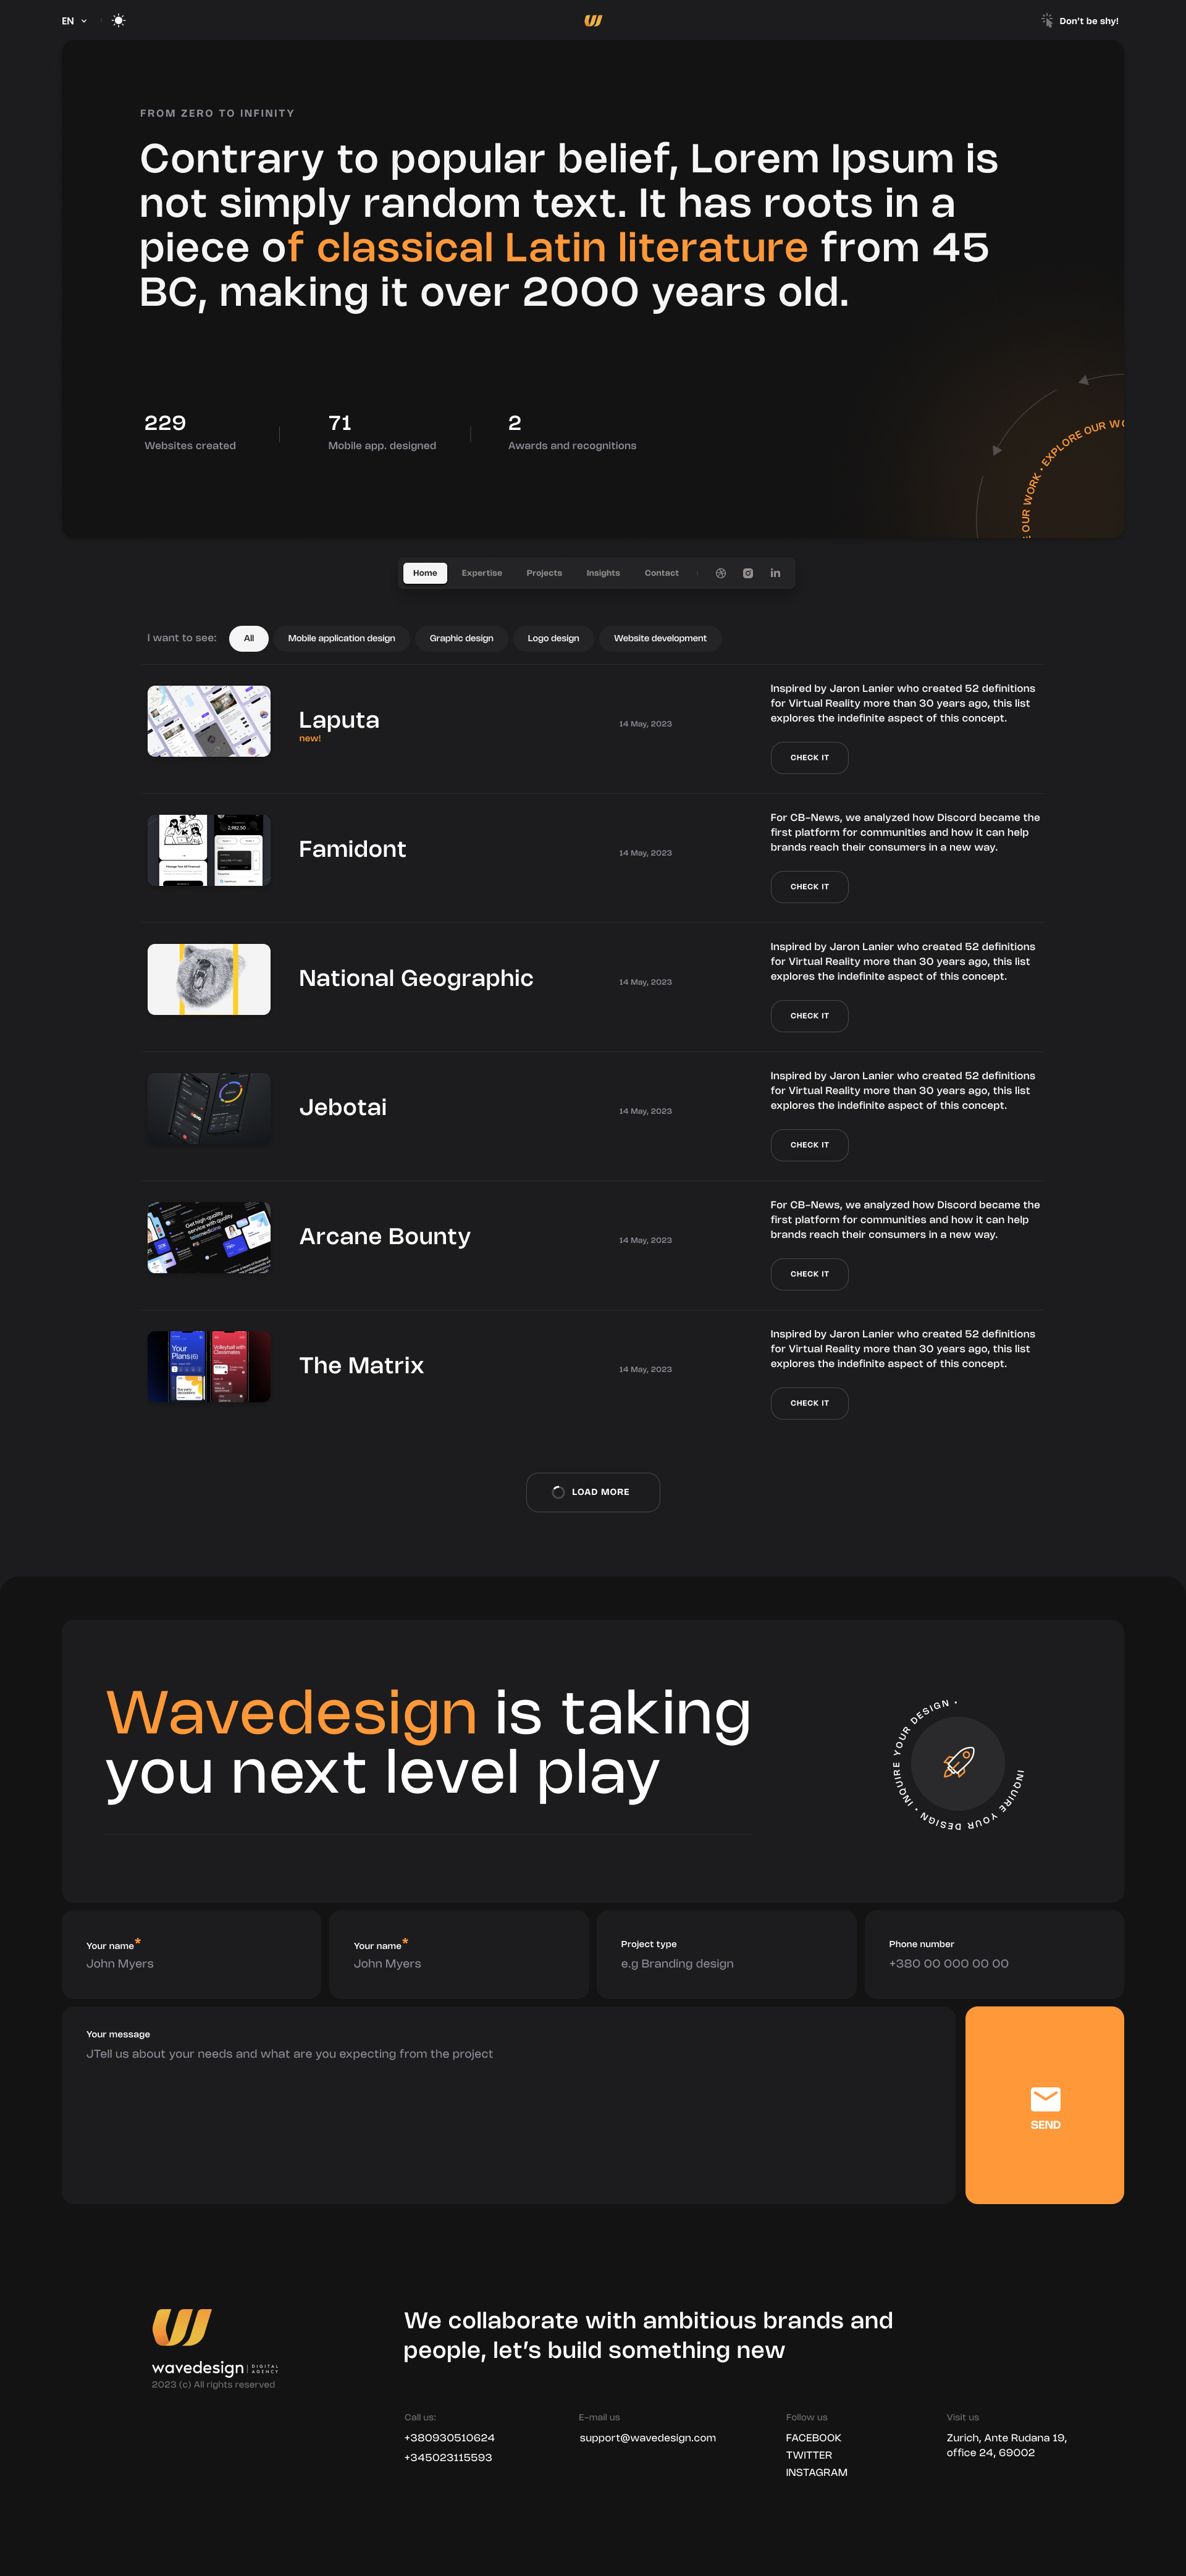 EN
Don't be shy!
FROM ZERO TO INFINITY
Contrary to popular belief, Lorem Ipsum is
not simply random text. It has roots in a
piece of classical Latin literature from 45
BC, making it over 2000 years old.
229
Websites created
71
Mobile app. designed
2
Awards and recognitions
OUR WORK • EXPLORE OUR
Home
Expertise
Projects
Insights
Contact
I want to see:
All
Mobile application design
Graphic design
Logo design
Website development
Laputa
new!
14 May, 2023
Inspired by Jaron Lanier who created 52 definitions
for Virtual Reality more than 30 years ago, this list
explores the indefinite aspect of this concept.
CHECK IT
Famidont
14 May, 2023
For CB-News, we analyzed how Discord became the
first platform for communities and how it can help
brands reach their consumers in a new way.
CHECK IT
National Geographic
14 May, 2023
Inspired by Jaron Lanier who created 52 definitions
for Virtual Reality more than 30 years ago, this list
explores the indefinite aspect of this concept.
CHECK IT
Jebotai
14 May, 2023
Inspired by Jaron Lanier who created 52 definitions
for Virtual Reality more than 30 years ago, this list
explores the indefinite aspect of this concept.
CHECK IT
Get high-quality
service with quality
telemedicine
Arcane Bounty
14 May, 2023
For CB-News, we analyzed how Discord became the
first platform for communities and how it can help
brands reach their consumers in a new way.
CHECK IT
Your
Plans (6)
Volleyball with
Classmates
The Matrix
14 May, 2023
Inspired by Jaron Lanier who created 52 definitions
for Virtual Reality more than 30 years ago, this list
explores the indefinite aspect of this concept.
CHECK IT
LOAD MORE
Wavedesign is taking
you next level play
INQUIRE YOUR DESIGN • INQUIRE YOUR DESIGN •
Your name*
John Myers
Your name*
John Myers
Project type
e.g Branding design
Phone number
+380 00 000 00 00
Your message
JTell us about your needs and what are you expecting from the project
SEND
wavedesign | DIGITAL
AGENCY
2023 (c) All rights reserved
We collaborate with ambitious brands and
people, let's build something new
Call us:
+380930510624
+345023115593
E-mail us
support@wavedesign.com
Follow us
FACEBOOK
TWITTER
INSTAGRAM
Visit us
Zurich, Ante Rudana 19,
office 24, 69002